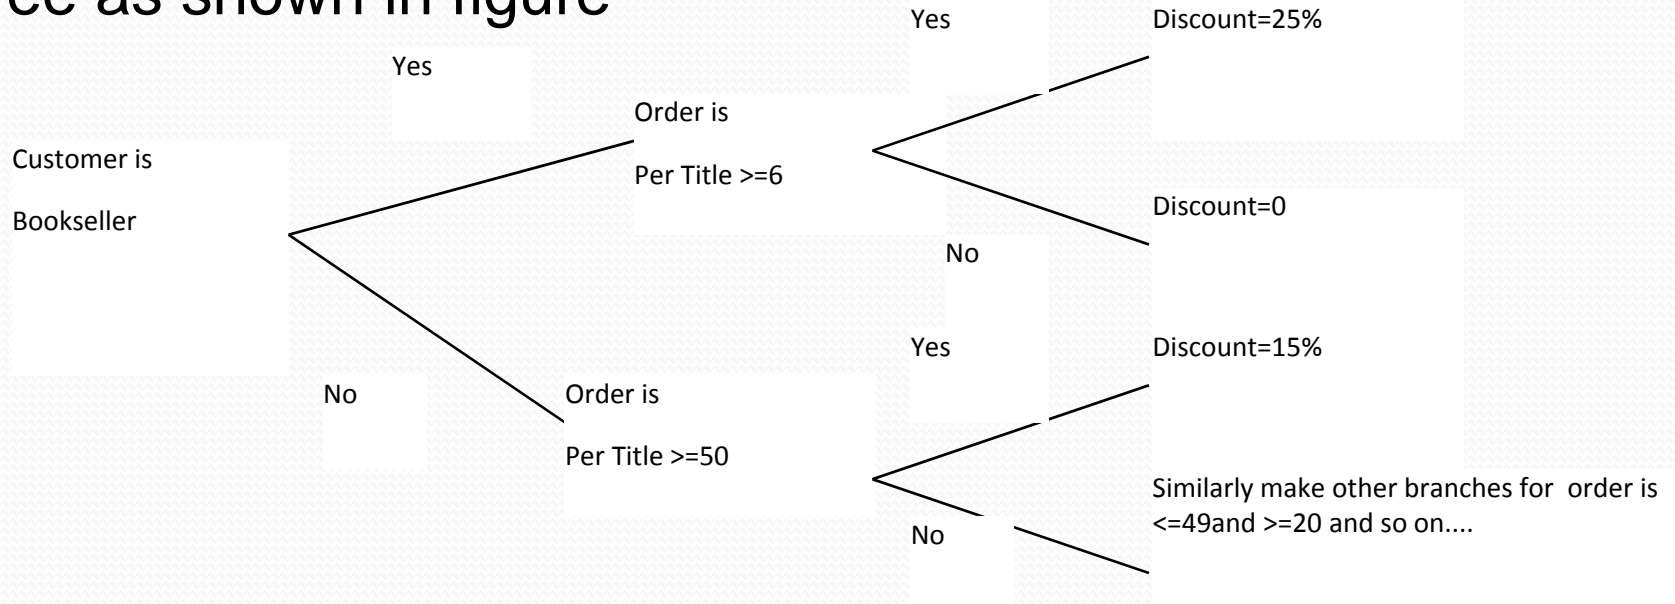 ee as shown in figure
Yes
Discount=25%
Yes
Order is
Per Title >=6
Customer is
Bookseller
Discount=0
No
Yes
Discount=15%
No
Order is
Per Title >=50
Similarly make other branches for  order is
<=49and >=20 and so on....
No